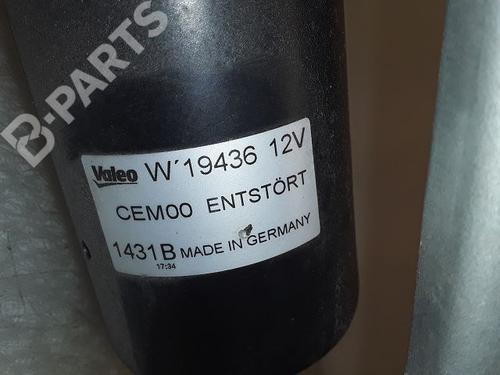 B-PARTS
Valeo W´19436 12V
CEM00 ENTSTÖRT
1431B MADE IN GERMANY
17:34